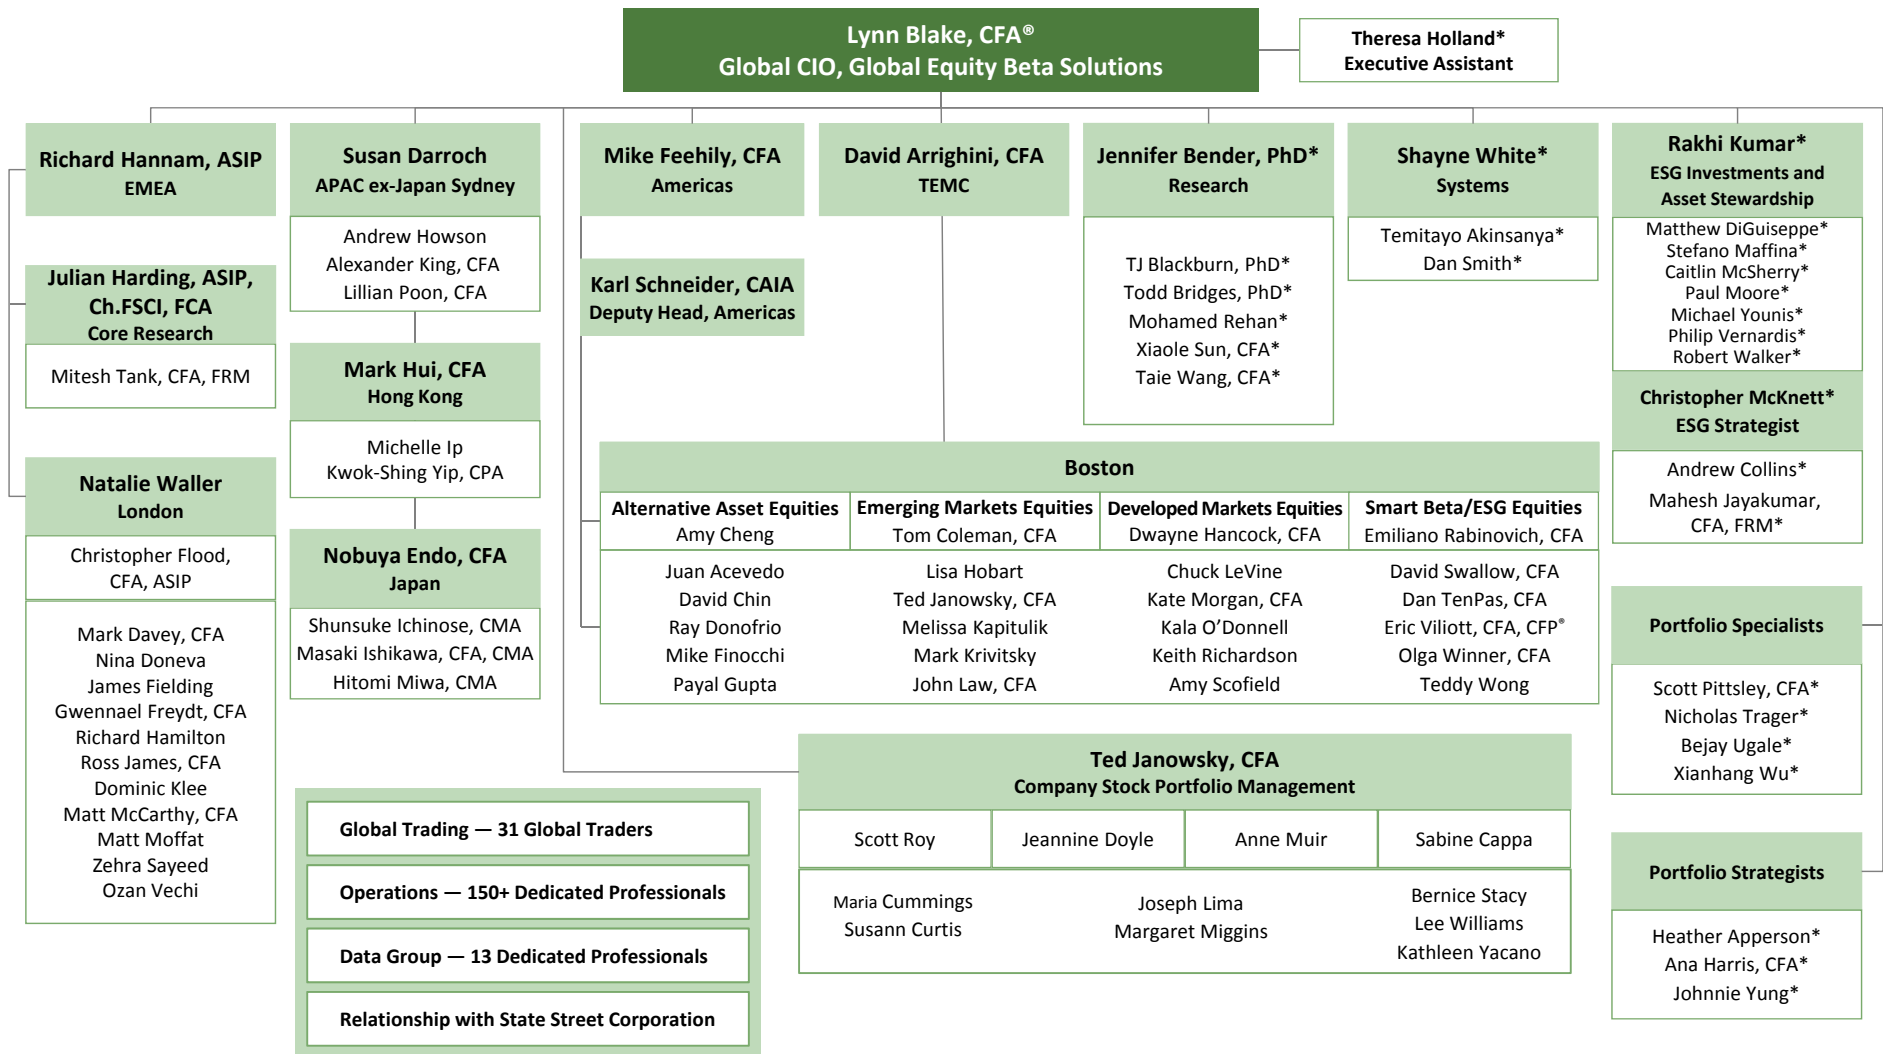 Lynn Blake, CFA®
Global CIO, Global Equity Beta Solutions
Theresa Holland*
Executive Assistant
Richard Hannam, ASIP
EMEA
Julian Harding, ASIP,
Ch.FSCI, FCA
Core Research
Mitesh Tank, CFA, FRM
Natalie Waller
London
Christopher Flood,
CFA, ASIP
Mark Davey, CFA
Nina Doneva
James Fielding
Gwennael Freydt, CFA
Richard Hamilton
Ross James, CFA
Dominic Klee
Matt McCarthy, CFA
Matt Moffat
Zehra Sayeed
Ozan Vechi
Susan Darroch
APAC ex-Japan Sydney
Andrew Howson
Alexander King, CFA
Lillian Poon, CFA
Mark Hui, CFA
Hong Kong
Michelle Ip
Kwok-Shing Yip, CPA
Nobuya Endo, CFA
Japan
Shunsuke Ichinose, CMA
Masaki Ishikawa, CFA, CMA
Hitomi Miwa, CMA
Mike Feehily, CFA
Americas
Karl Schneider, CAIA
Deputy Head, Americas
David Arrighini, CFA
TEMC
Jennifer Bender, PhD*
Research
TJ Blackburn, PhD*
Todd Bridges, PhD*
Mohamed Rehan*
Xiaole Sun, CFA*
Taie Wang, CFA*
Shayne White*
Systems
Temitayo Akinsanya*
Dan Smith*
Rakhi Kumar*
ESG Investments and
Asset Stewardship
Matthew DiGuiseppe*
Stefano Maffina*
Caitlin McSherry*
Paul Moore*
Michael Younis*
Philip Vernardis*
Robert Walker*
Christopher McKnett*
ESG Strategist
Andrew Collins*
Mahesh Jayakumar,
CFA, FRM*
Boston
Alternative Asset Equities
Amy Cheng
Juan Acevedo
David Chin
Ray Donofrio
Mike Finocchi
Payal Gupta
Emerging Markets Equities
Tom Coleman, CFA
Lisa Hobart
Ted Janowsky, CFA
Melissa Kapitulik
Mark Krivitsky
John Law, CFA
Developed Markets Equities
Dwayne Hancock, CFA
Chuck LeVine
Kate Morgan, CFA
Kala O’Donnell
Keith Richardson
Amy Scofield
Smart Beta/ESG Equities
Emiliano Rabinovich, CFA
David Swallow, CFA
Dan TenPas, CFA
Eric Viliott, CFA, CFP®
Olga Winner, CFA
Teddy Wong
Portfolio Specialists
Scott Pittsley, CFA*
Nicholas Trager*
Bejay Ugale*
Xianhang Wu*
Portfolio Strategists
Heather Apperson*
Ana Harris, CFA*
Johnnie Yung*
Ted Janowsky, CFA
Company Stock Portfolio Management
Scott Roy
Jeannine Doyle
Anne Muir
Sabine Cappa
Maria Cummings
Susann Curtis
Joseph Lima
Margaret Miggins
Bernice Stacy
Lee Williams
Kathleen Yacano
Global Trading — 31 Global Traders
Operations — 150+ Dedicated Professionals
Data Group — 13 Dedicated Professionals
Relationship with State Street Corporation